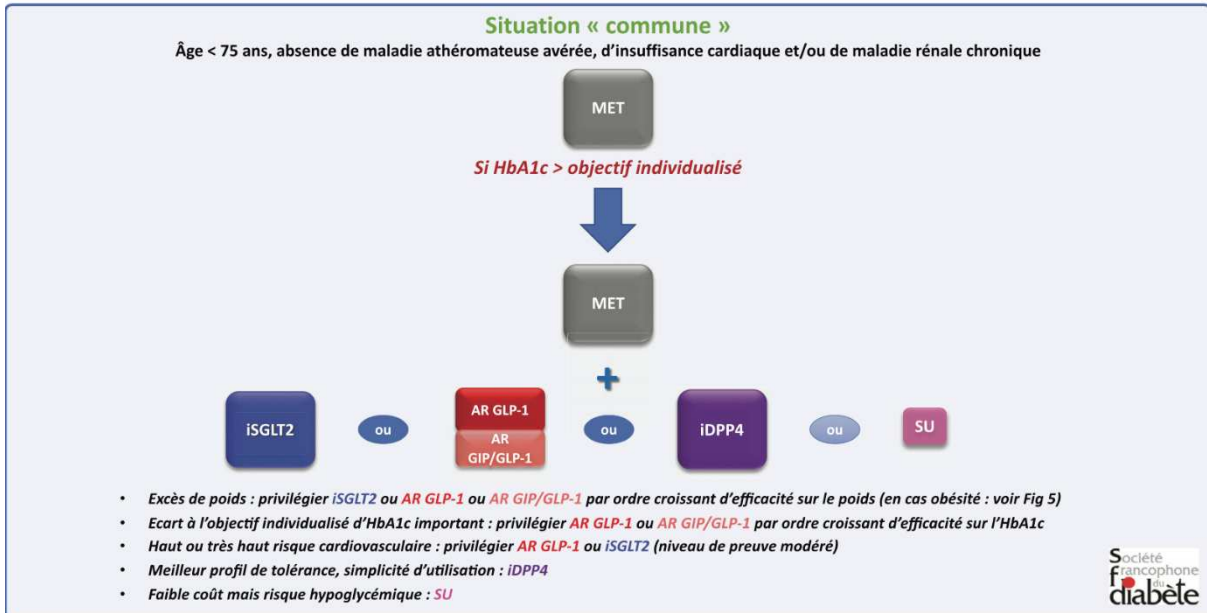 Situation « commune »
Âge < 75 ans, absence de maladie athéromateuse avérée, d'insuffisance cardiaque et/ou de maladie rénale chronique
MET
Si HbA1c > objectif individualisé
MET
+
iSGLT2
ou
AR GLP-1
AR
GIP/GLP-1
ou
iDPP4
ou
SU
• Excès de poids : privilégier iSGLT2 ou AR GLP-1 ou AR GIP/GLP-1 par ordre croissant d'efficacité sur le poids (en cas obésité : voir Fig 5)
• Ecart à l'objectif individualisé d'HbA1c important : privilégier AR GLP-1 ou AR GIP/GLP-1 par ordre croissant d'efficacité sur l'HbA1c
• Haut ou très haut risque cardiovasculaire : privilégier AR GLP-1 ou iSGLT2 (niveau de preuve modéré)
• Meilleur profil de tolérance, simplicité d'utilisation : iDPP4
• Faible coût mais risque hypoglycémique : SU
Société
francophone
du
diabète